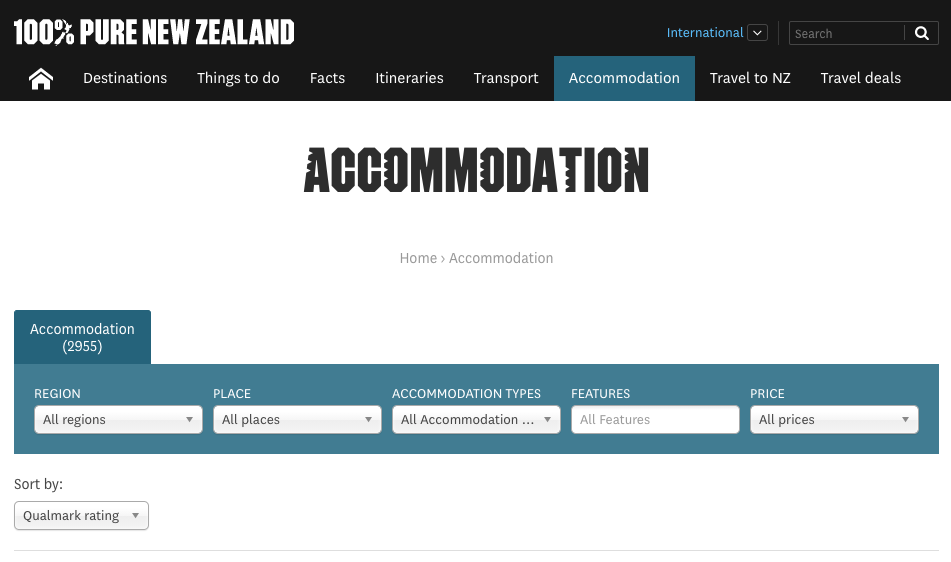 100% PURE NEW ZEALAND
International
Search
Destinations Things to do Facts Itineraries Transport Accommodation Travel to NZ Travel deals
ACCOMMODATION
Home › Accommodation
Accommodation
(2955)
REGION PLACE ACCOMMODATION TYPES FEATURES PRICE
All regions All places All Accommodation ... All Features All prices
Sort by:
Qualmark rating